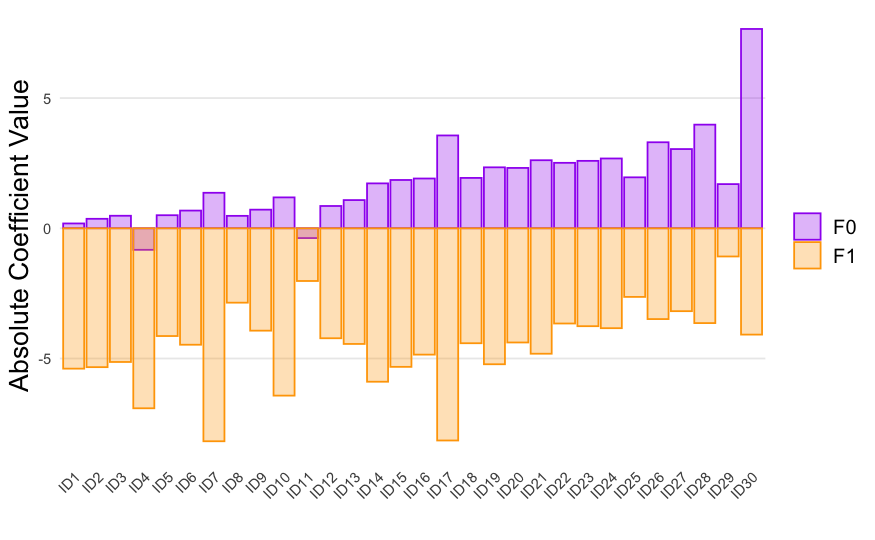 Absolute Coefficient Value
5
0
-5
ID1
ID2
ID3
ID4
ID5
ID6
ID7
ID8
ID9
ID10
ID11
ID12
ID13
ID14
ID15
ID16
ID17
ID18
ID19
ID20
ID21
ID22
ID23
ID24
ID25
ID26
ID27
ID28
ID29
ID30
F0
F1